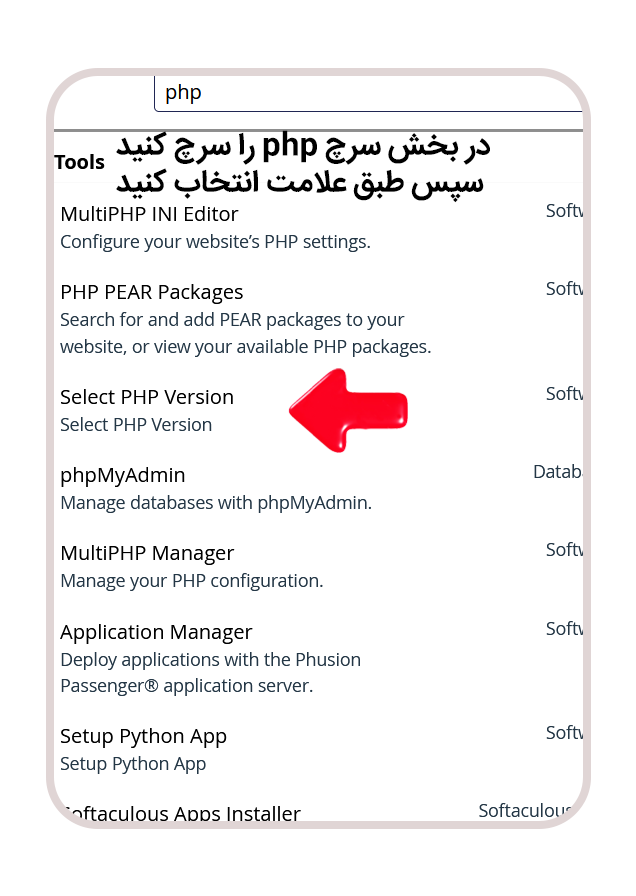 php
در بخش سرچ php را سرچ کنید
Tools
سپس طبق علامت انتخاب کنید
MultiPHP INI Editor
Configure your website’s PHP settings.
Softw
PHP PEAR Packages
Search for and add PEAR packages to your
website, or view your available PHP packages.
Softw
Select PHP Version
Select PHP Version
Softw
phpMyAdmin
Manage databases with phpMyAdmin.
Datab
MultiPHP Manager
Manage your PHP configuration.
Softw
Application Manager
Deploy applications with the Phusion
Passenger® application server.
Softw
Setup Python App
Setup Python App
Softw
Softaculous Apps Installer
Softaculous